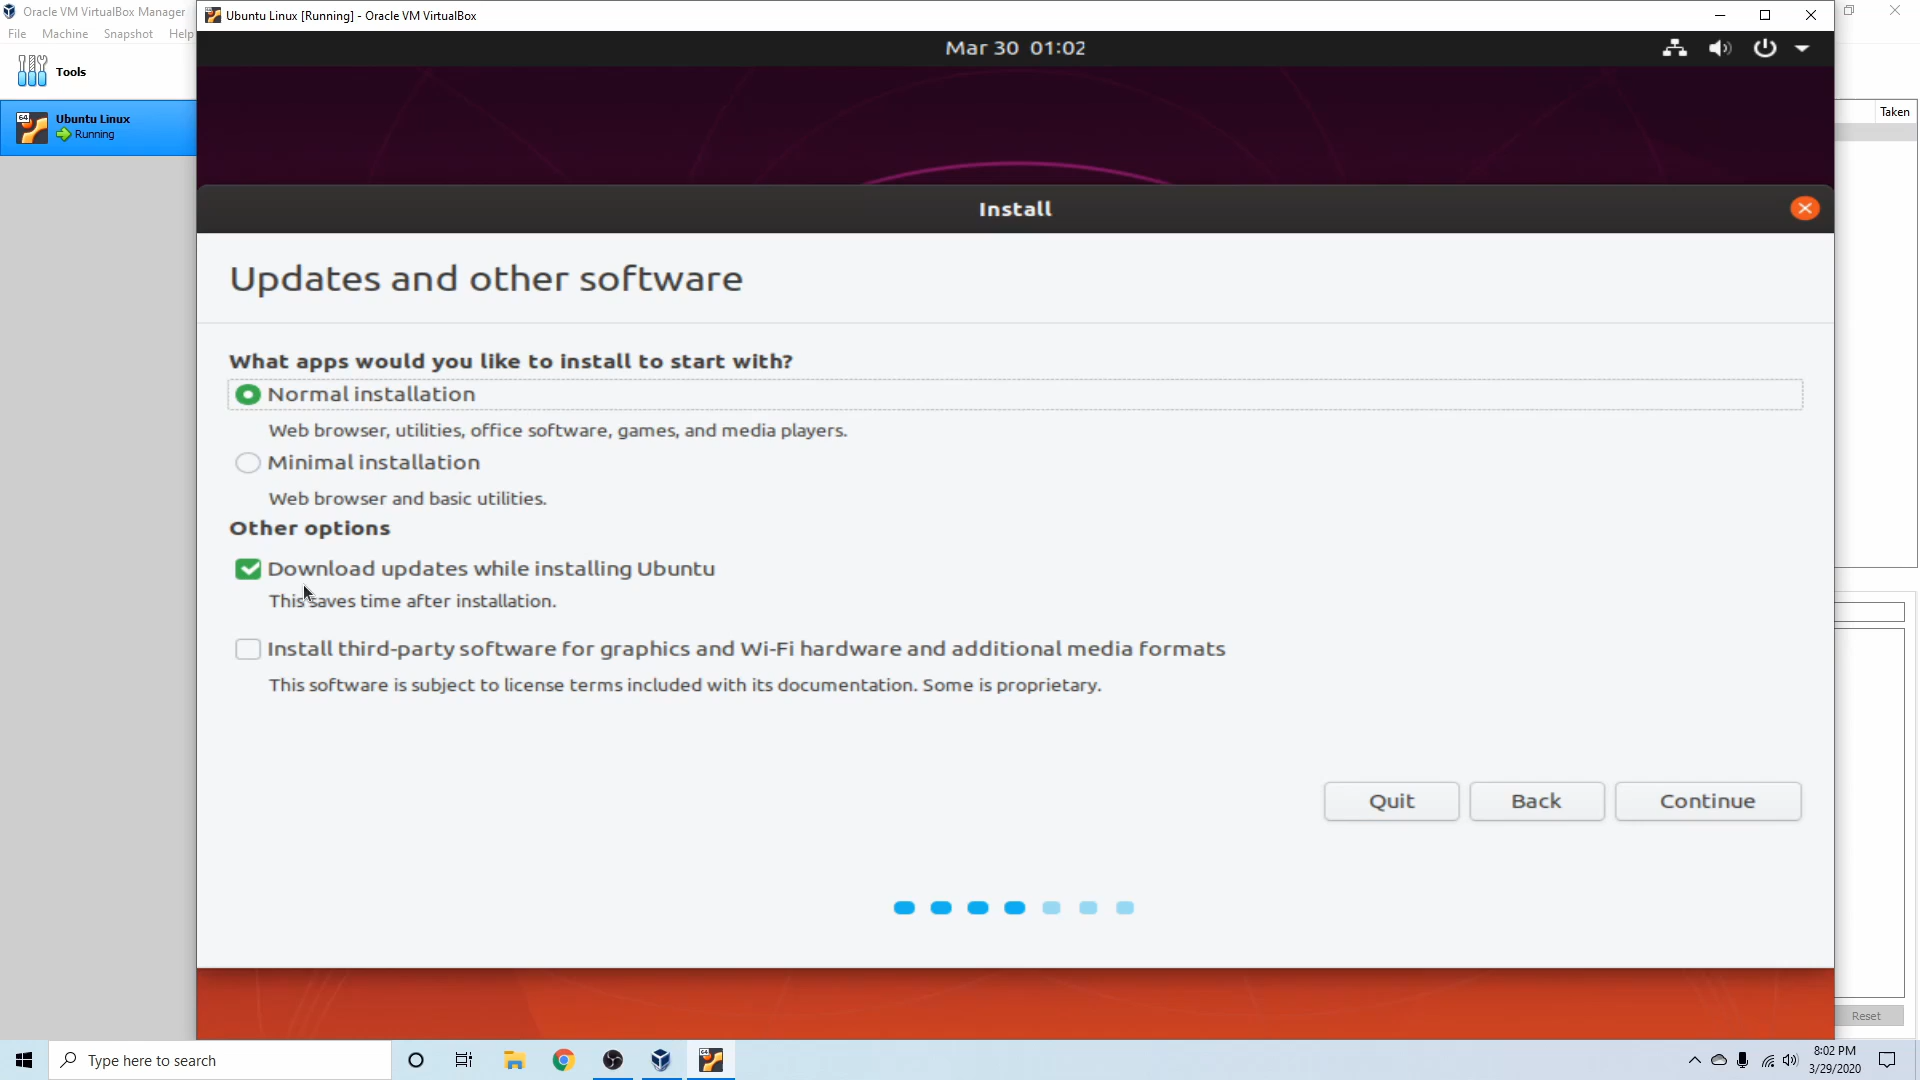 Oracle VM VirtualBox Manager
File Machine Snapshot Help
Tools
64
Ubuntu Linux
Running
Ubuntu Linux [Running] - Oracle VM VirtualBox
Mar 30 01:02
Install
Updates and other software
What apps would you like to install to start with?
Normal installation
Web browser, utilities, office software, games, and media players.
Minimal installation
Web browser and basic utilities.
Other options
Download updates while installing Ubuntu
This saves time after installation.
Install third-party software for graphics and Wi-Fi hardware and additional media formats
This software is subject to license terms included with its documentation. Some is proprietary.
Quit Back Continue
Taken
Reset
Type here to search
8:02 PM
3/29/2020